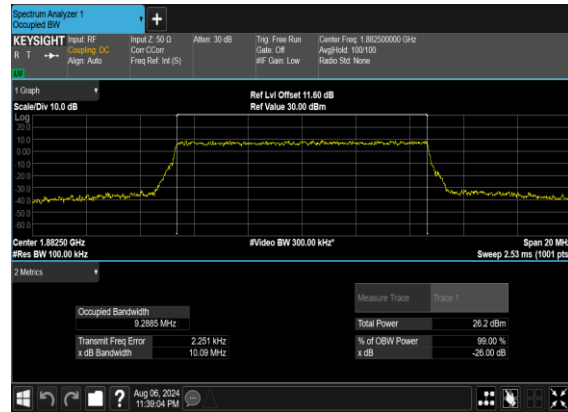 Spectrum Analyzer 1
Occupied BW
+
KEYSIGHT Input: RF Input Z: 50 Ω Atten: 30 dB Trig: Free Run Center Freq: 1.882500000 GHz
R T Coupling: DC Corr CCorr Gate: Off Avg|Hold: 100/100
Align: Auto Freq Ref: Int (S) #IF Gain: Low Radio Std: None
1 Graph
Ref Lvl Offset 11.60 dB
Scale/Div 10.0 dB Ref Value 30.00 dBm
Log
20.0
10.0
0.00
-10.0
-20.0
-30.0
-40.0
-50.0
-60.0
Center 1.88250 GHz #Video BW 300.00 kHz* Span 20 MHz
#Res BW 100.00 kHz Sweep 2.53 ms (1001 pts
2 Metrics
Measure Trace Trace 1
Occupied Bandwidth
9.2885 MHz Total Power 26.2 dBm
Transmit Freq Error 2.251 kHz % of OBW Power 99.00 %
x dB Bandwidth 10.09 MHz x dB -26.00 dB
? Aug 06, 2024
11:39:04 PM